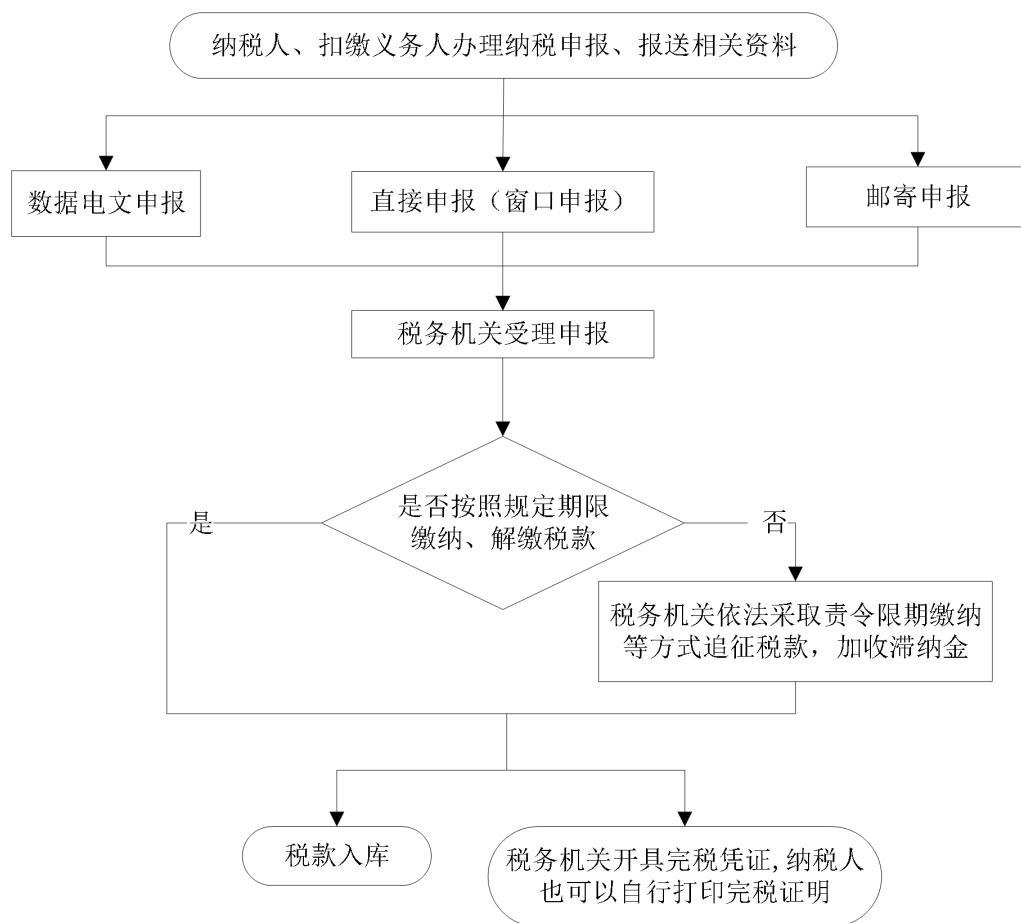 纳税人、扣缴义务人办理纳税申报、报送相关资料
数据电文申报
直接申报（窗口申报）
邮寄申报
税务机关受理申报
是否按照规定期限
缴纳、解缴税款
是
否
税务机关依法采取责令限期缴纳
等方式追征税款，加收滞纳金
税款入库
税务机关开具完税凭证,纳税人
也可以自行打印完税证明